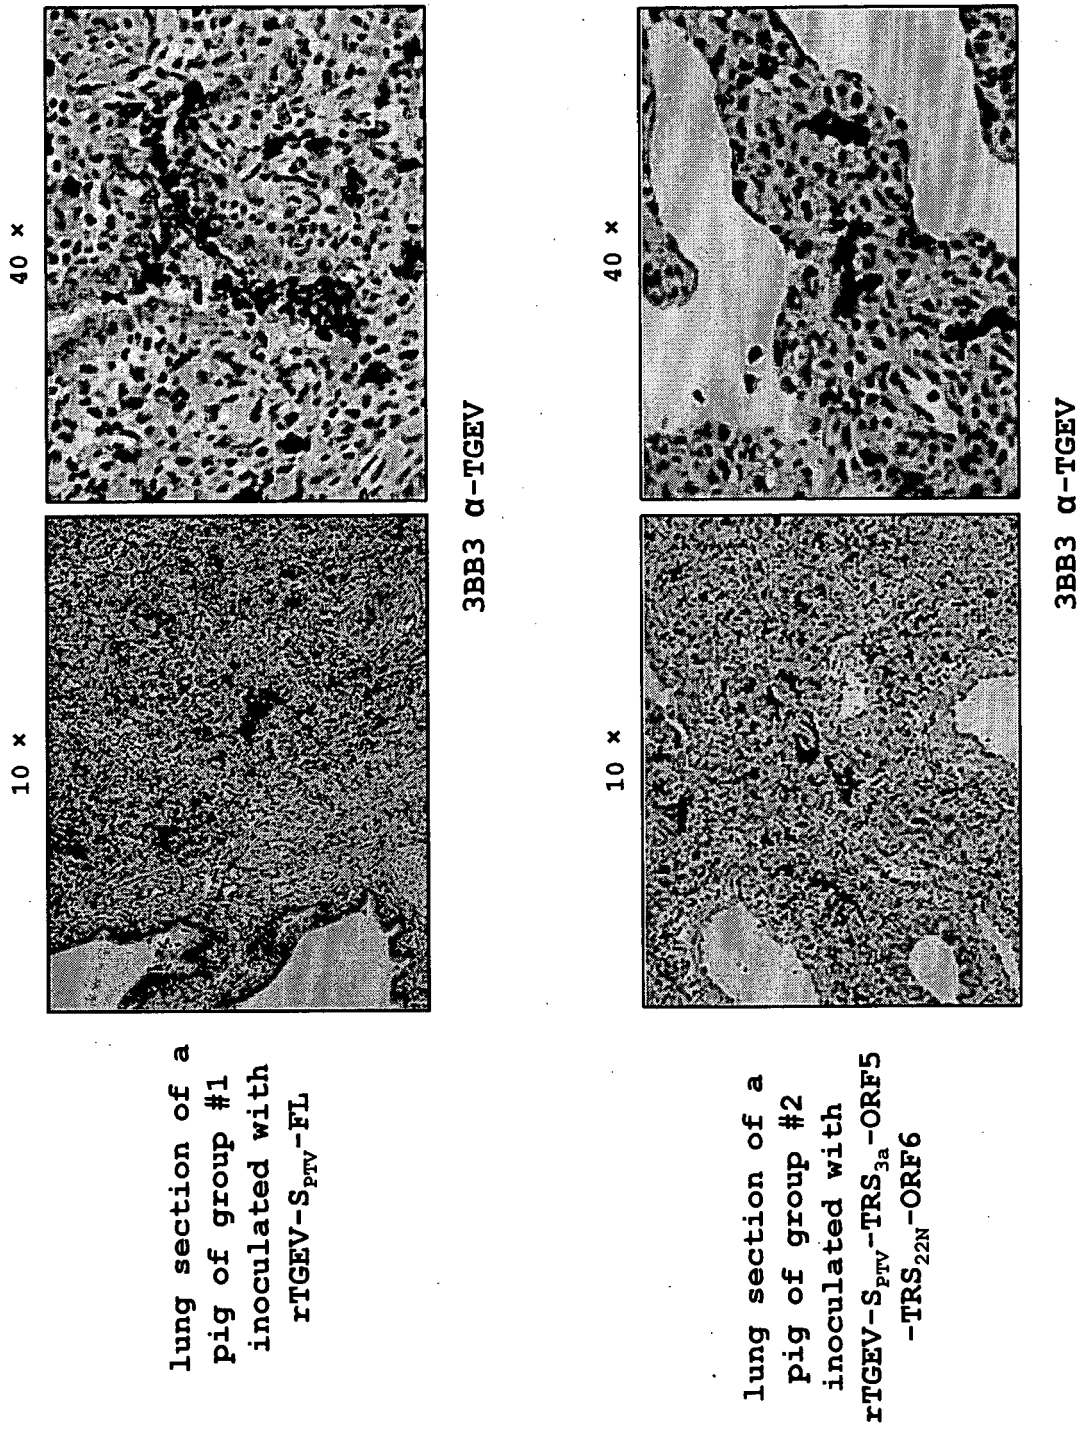 lung section of a
pig of group #1
inoculated with
rTGEV-S_PTV-FL
10 ×
40 ×
3BB3 α-TGEV
lung section of a
pig of group #2
inoculated with
rTGEV-S_PTV-TRS_3a-ORF5
-TRS_22N-ORF6
10 ×
40 ×
3BB3 α-TGEV